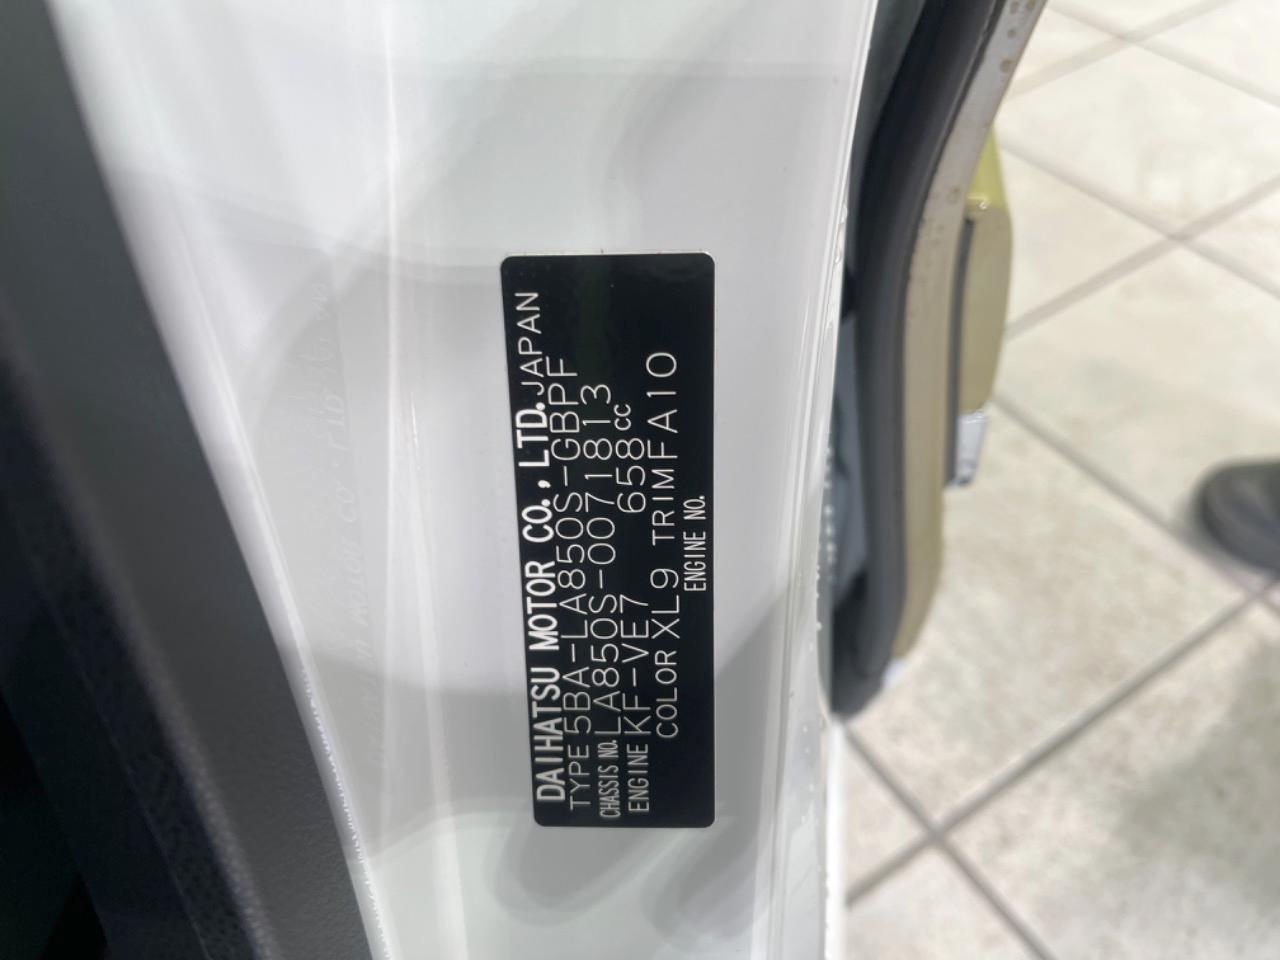 DAIHATSU MOTOR CO., LTD. JAPAN
TYPE 5BA-LA850S-GBPF
CHASSIS NO. LA850S-0071813
ENGINE KF-VE7 658cc
COLOR XL9 TRIM FA10
ENGINE NO.